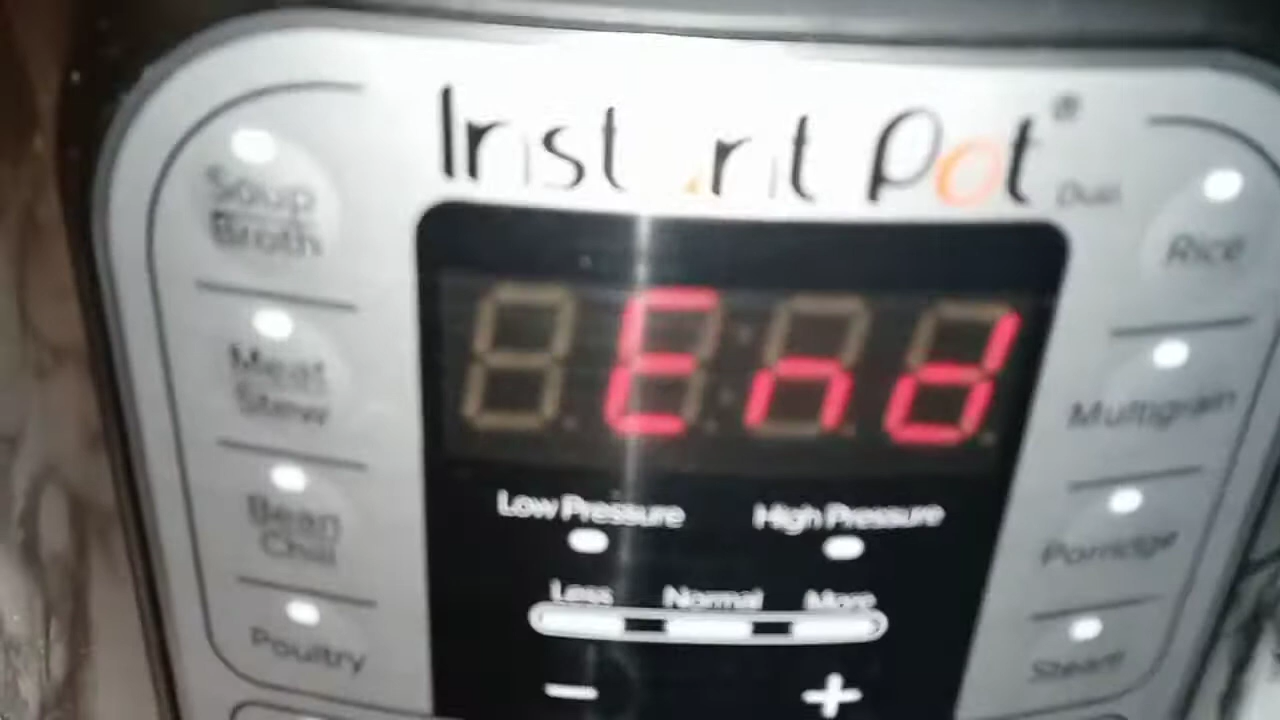 Instant Pot®
Duo
Soup
Broth
Rice
End
Meat
Stew
Multigrain
Bean
Chili
Low Pressure
High Pressure
Porridge
Less
Normal
More
Poultry
Steam
−
+